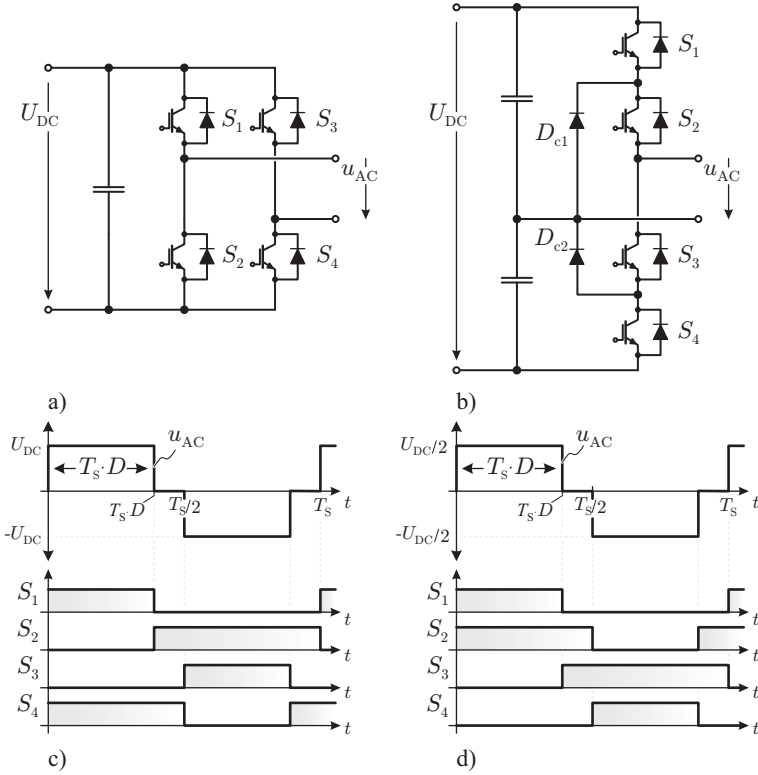 U_DC
S_1
S_3
u_AC
S_2
S_4
a)
U_DC
S_1
D_c1
S_2
u_AC
D_c2
S_3
S_4
b)
U_DC
u_AC
T_S·D
T_S·D
T_S/2
T_S
t
-U_DC
S_1
t
S_2
t
S_3
t
S_4
t
c)
U_DC/2
u_AC
T_S·D
T_S·D
T_S/2
T_S
t
-U_DC/2
S_1
t
S_2
t
S_3
t
S_4
t
d)